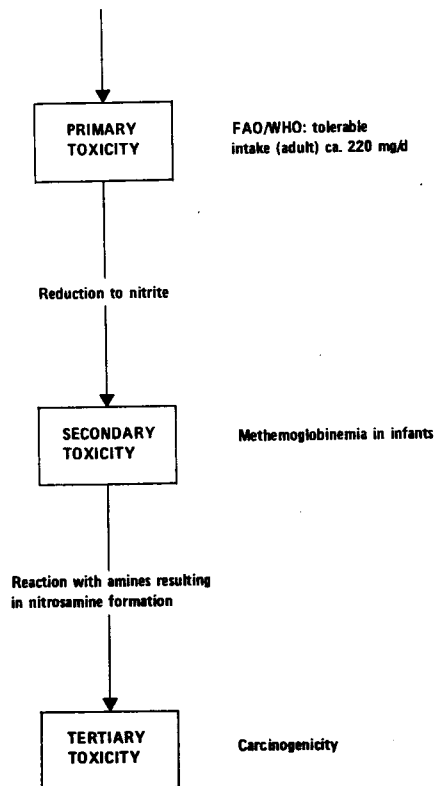 PRIMARY
TOXICITY
FAO/WHO: tolerable
intake (adult) ca. 220 mg/d
Reduction to nitrite
SECONDARY
TOXICITY
Methemoglobinemia in infants
Reaction with amines resulting
in nitrosamine formation
TERTIARY
TOXICITY
Carcinogenicity